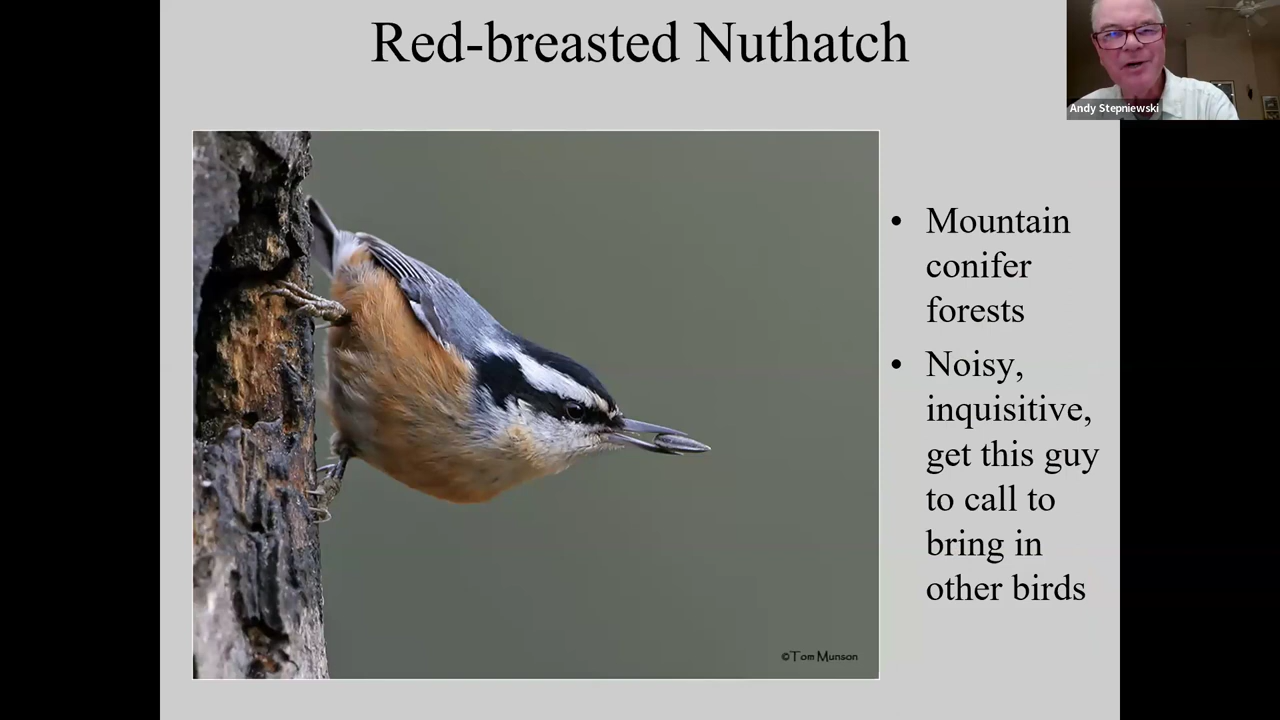 Red-breasted Nuthatch
Andy Stepniewski
• Mountain
conifer
forests
• Noisy,
inquisitive,
get this guy
to call to
bring in
other birds
©Tom Munson